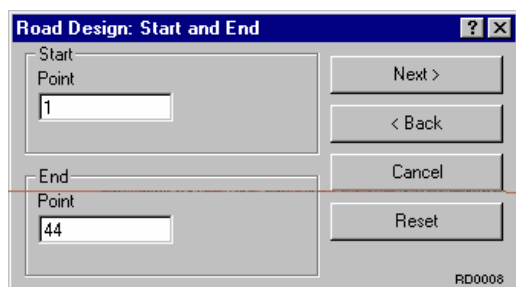 Road Design: Start and End
Start
Point
1
End
Point
44
Next >
< Back
Cancel
Reset
RD0008